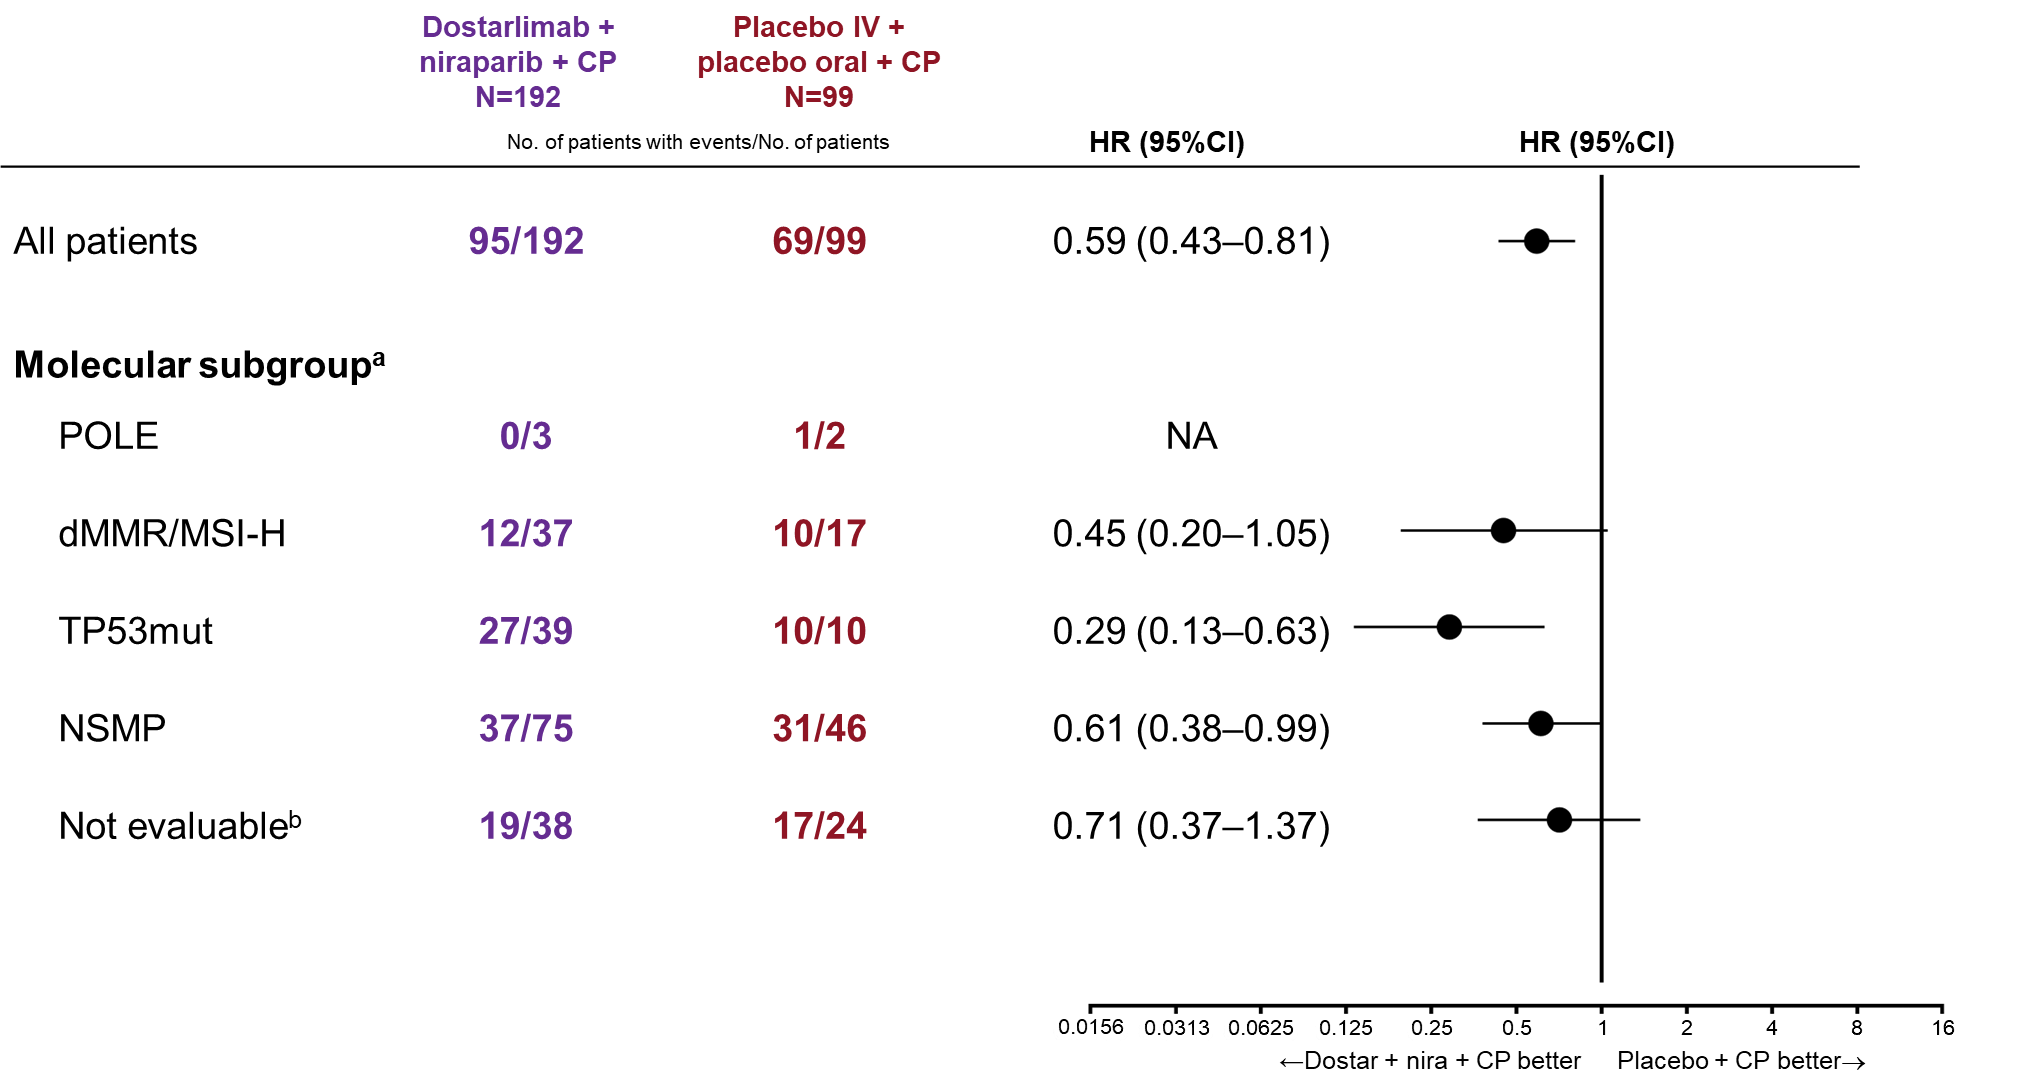 Dostarlimab +
niraparib + CP
N=192
Placebo IV +
placebo oral + CP
N=99
No. of patients with events/No. of patients
HR (95%CI)
HR (95%CI)
All patients 95/192 69/99 0.59 (0.43–0.81)
Molecular subgroupᵃ
POLE 0/3 1/2 NA
dMMR/MSI-H 12/37 10/17 0.45 (0.20–1.05)
TP53mut 27/39 10/10 0.29 (0.13–0.63)
NSMP 37/75 31/46 0.61 (0.38–0.99)
Not evaluableᵇ 19/38 17/24 0.71 (0.37–1.37)
0.0156 0.0313 0.0625 0.125 0.25 0.5 1 2 4 8 16
←Dostar + nira + CP better Placebo + CP better→